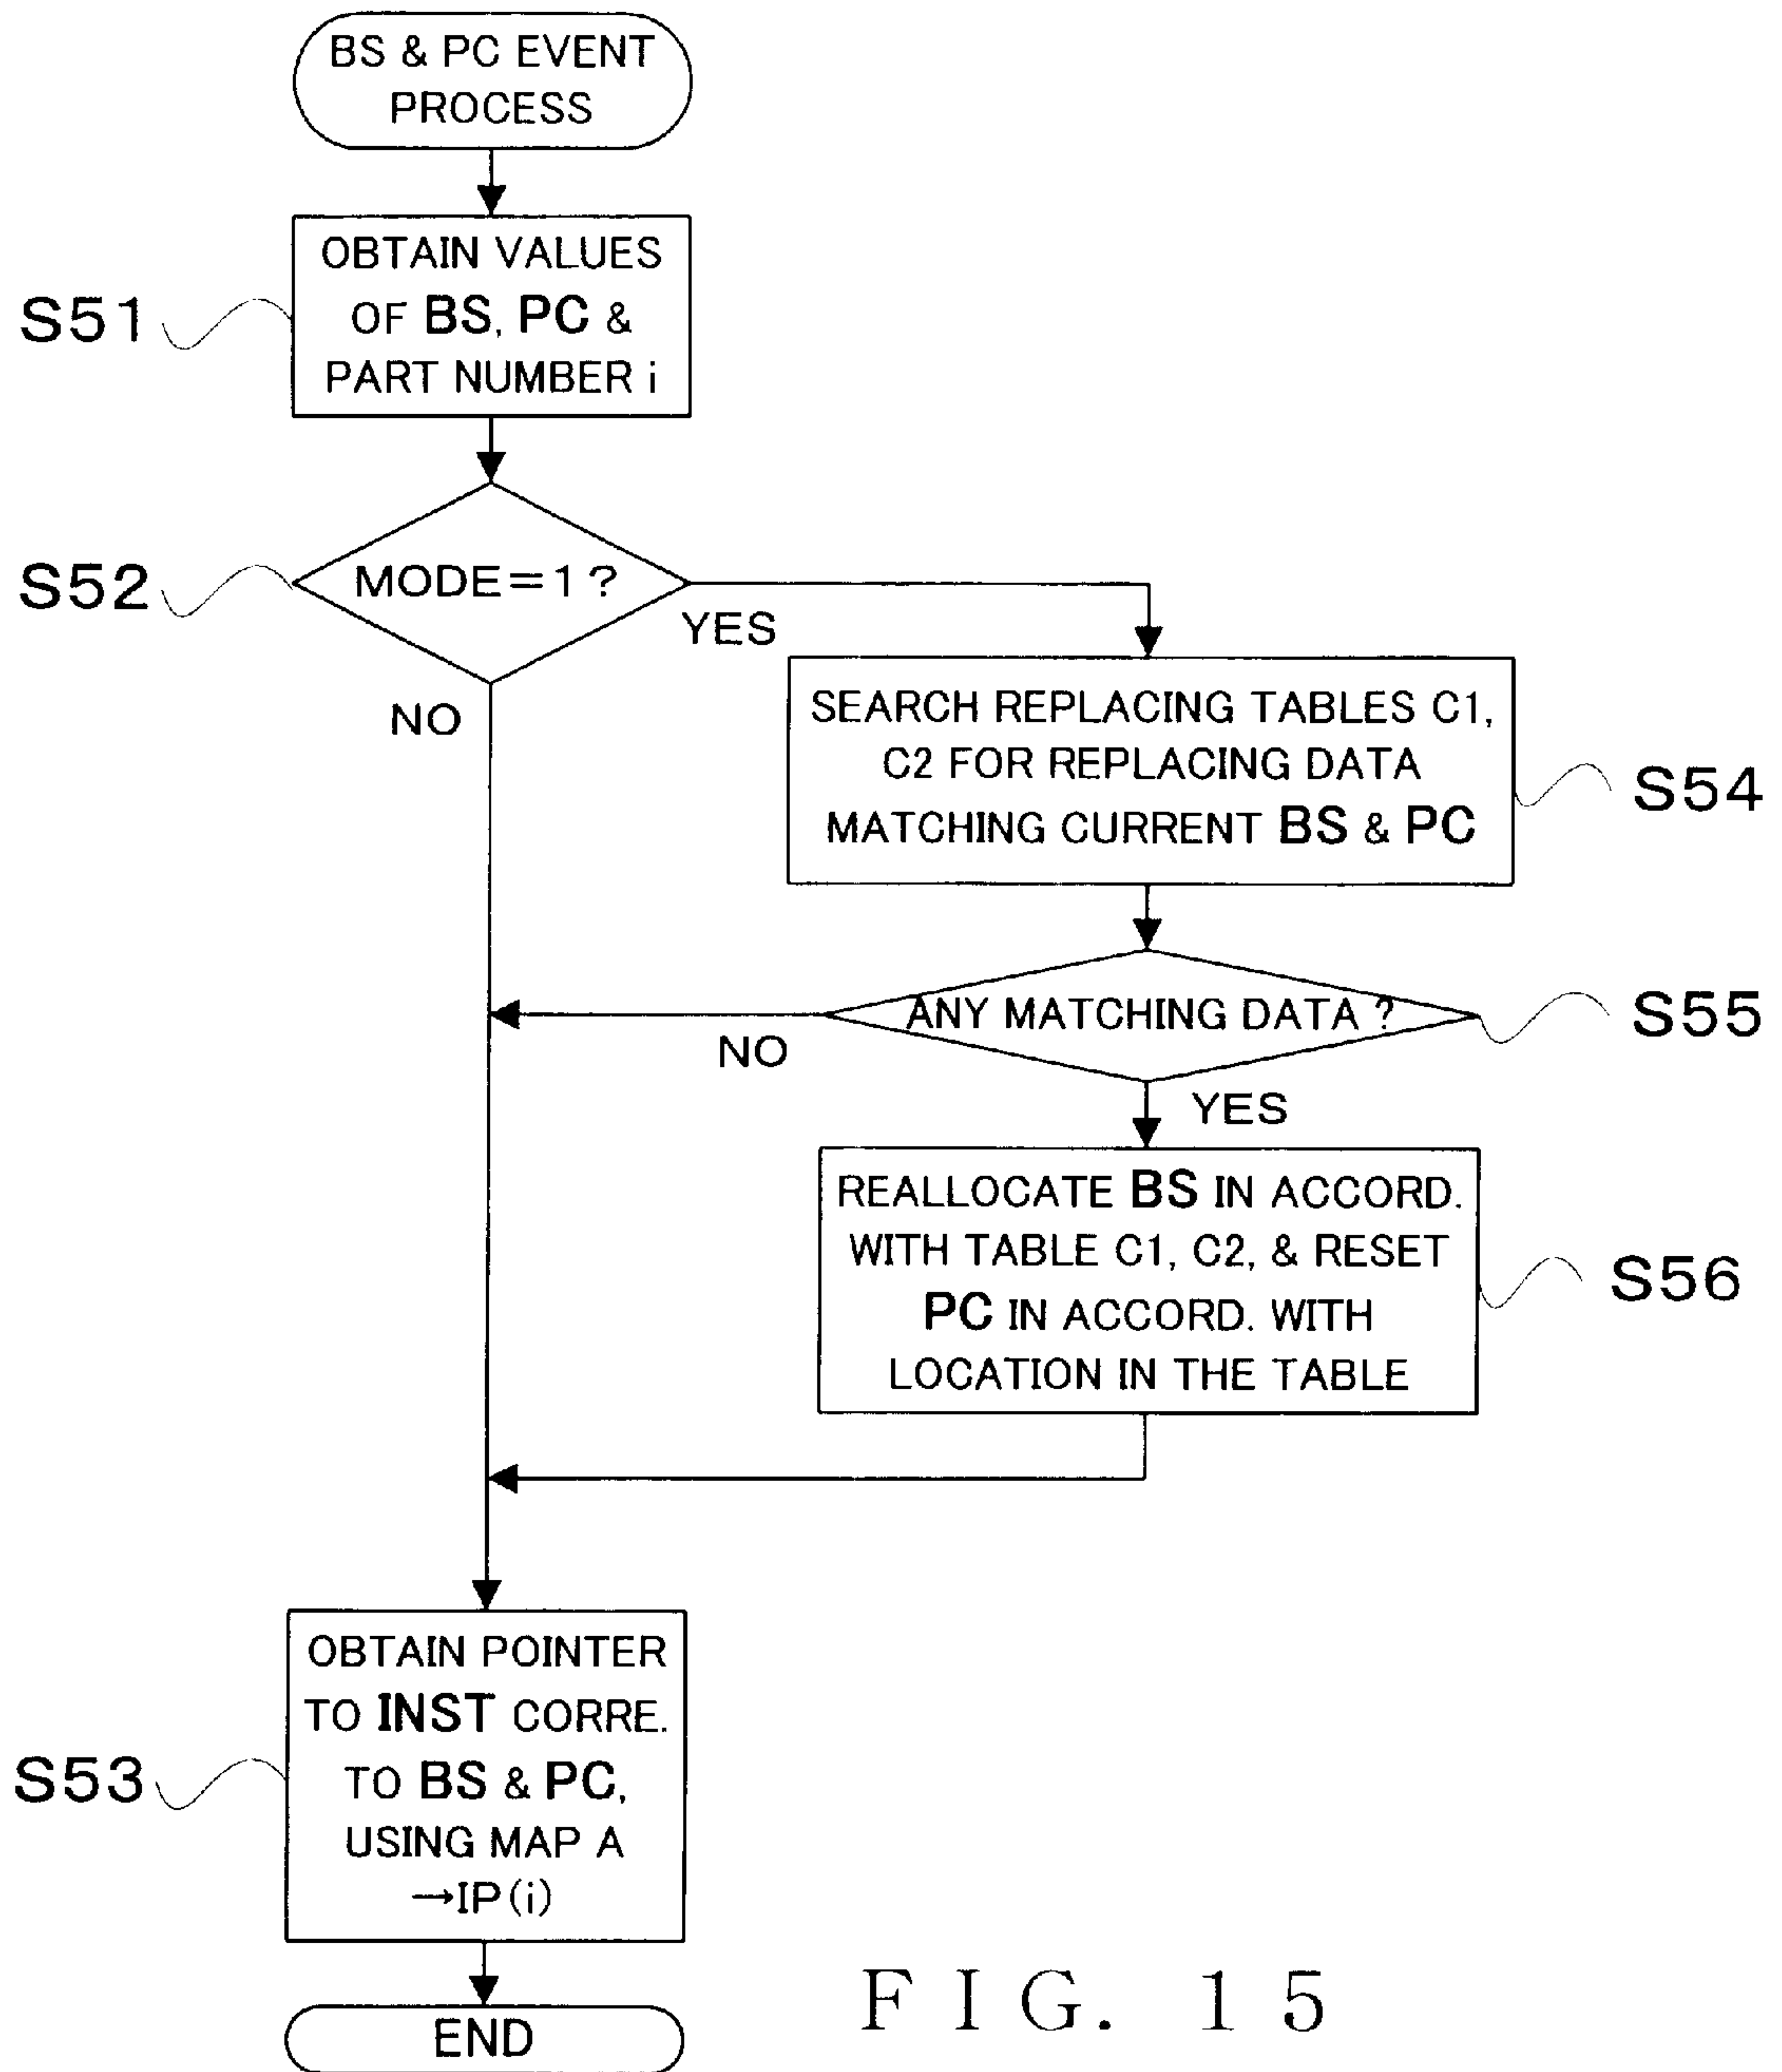 BS & PC EVENT
PROCESS
S51
OBTAIN VALUES
OF BS, PC &
PART NUMBER i
S52
MODE=1?
YES
NO
SEARCH REPLACING TABLES C1,
C2 FOR REPLACING DATA
MATCHING CURRENT BS & PC
S54
ANY MATCHING DATA ?
S55
NO
YES
REALLOCATE BS IN ACCORD.
WITH TABLE C1, C2, & RESET
PC IN ACCORD. WITH
LOCATION IN THE TABLE
S56
S53
OBTAIN POINTER
TO INST CORRE.
TO BS & PC,
USING MAP A
→IP(i)
END
FIG. 15